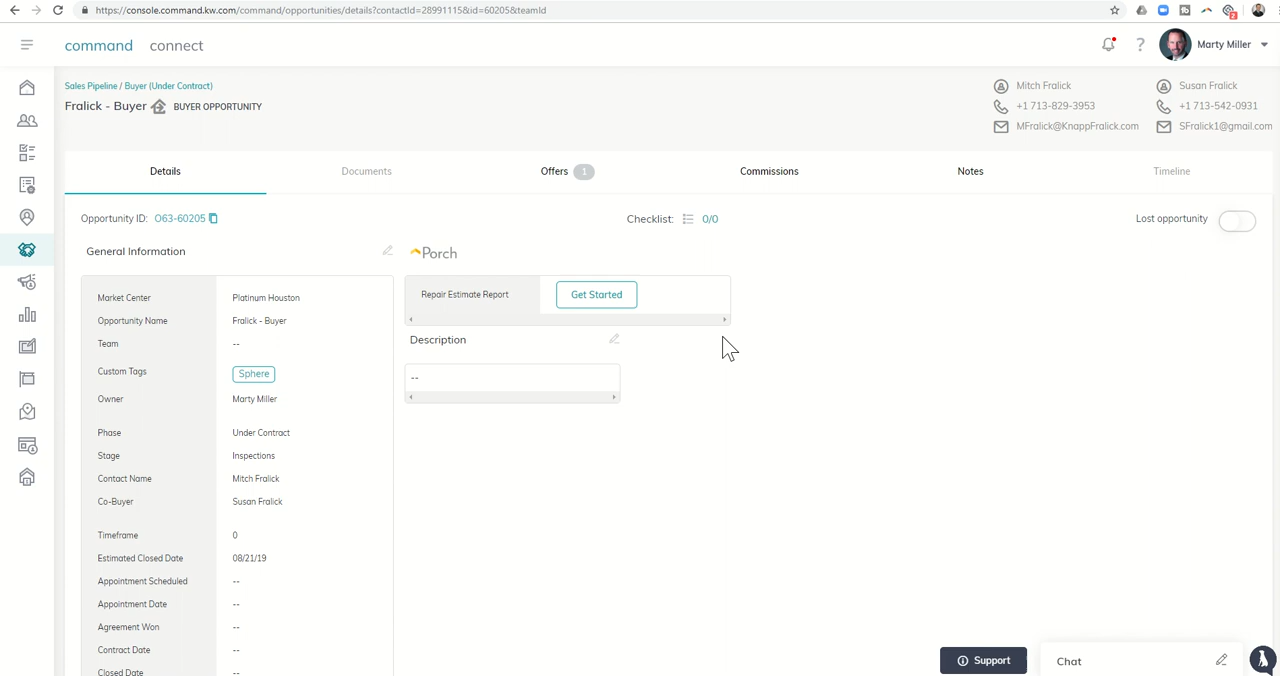 https://console.command.kw.com/command/opportunities/details?contactId=28991115&id=60205&teamId
2
command connect
? Marty Miller
Sales Pipeline / Buyer (Under Contract)
Fralick - Buyer BUYER OPPORTUNITY
Mitch Fralick
+1 713-829-3953
MFralick@KnappFralick.com
Susan Fralick
+1 713-542-0931
SFralick1@gmail.com
Details Documents Offers 1 Commissions Notes Timeline
Opportunity ID: O63-60205 Checklist: 0/0 Lost opportunity
General Information
Market Center Platinum Houston
Opportunity Name Fralick - Buyer
Team --
Custom Tags Sphere
Owner Marty Miller
Phase Under Contract
Stage Inspections
Contact Name Mitch Fralick
Co-Buyer Susan Fralick
Timeframe 0
Estimated Closed Date 08/21/19
Appointment Scheduled --
Appointment Date --
Agreement Won --
Contract Date --
Closed Date --
Porch
Repair Estimate Report Get Started
Description
--
Support
Chat